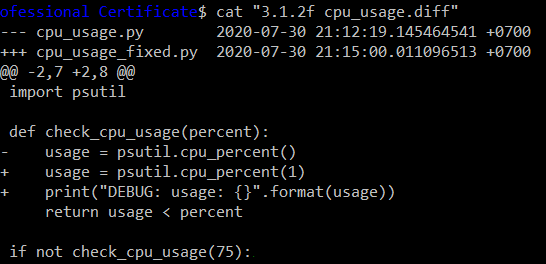 ofessional Certificate$ cat "3.1.2f cpu_usage.diff"
--- cpu_usage.py        2020-07-30 21:12:19.145464541 +0700
+++ cpu_usage_fixed.py  2020-07-30 21:15:00.011096513 +0700
@@ -2,7 +2,8 @@
 import psutil

 def check_cpu_usage(percent):
-    usage = psutil.cpu_percent()
+    usage = psutil.cpu_percent(1)
+    print("DEBUG: usage: {}".format(usage))
     return usage < percent

 if not check_cpu_usage(75):